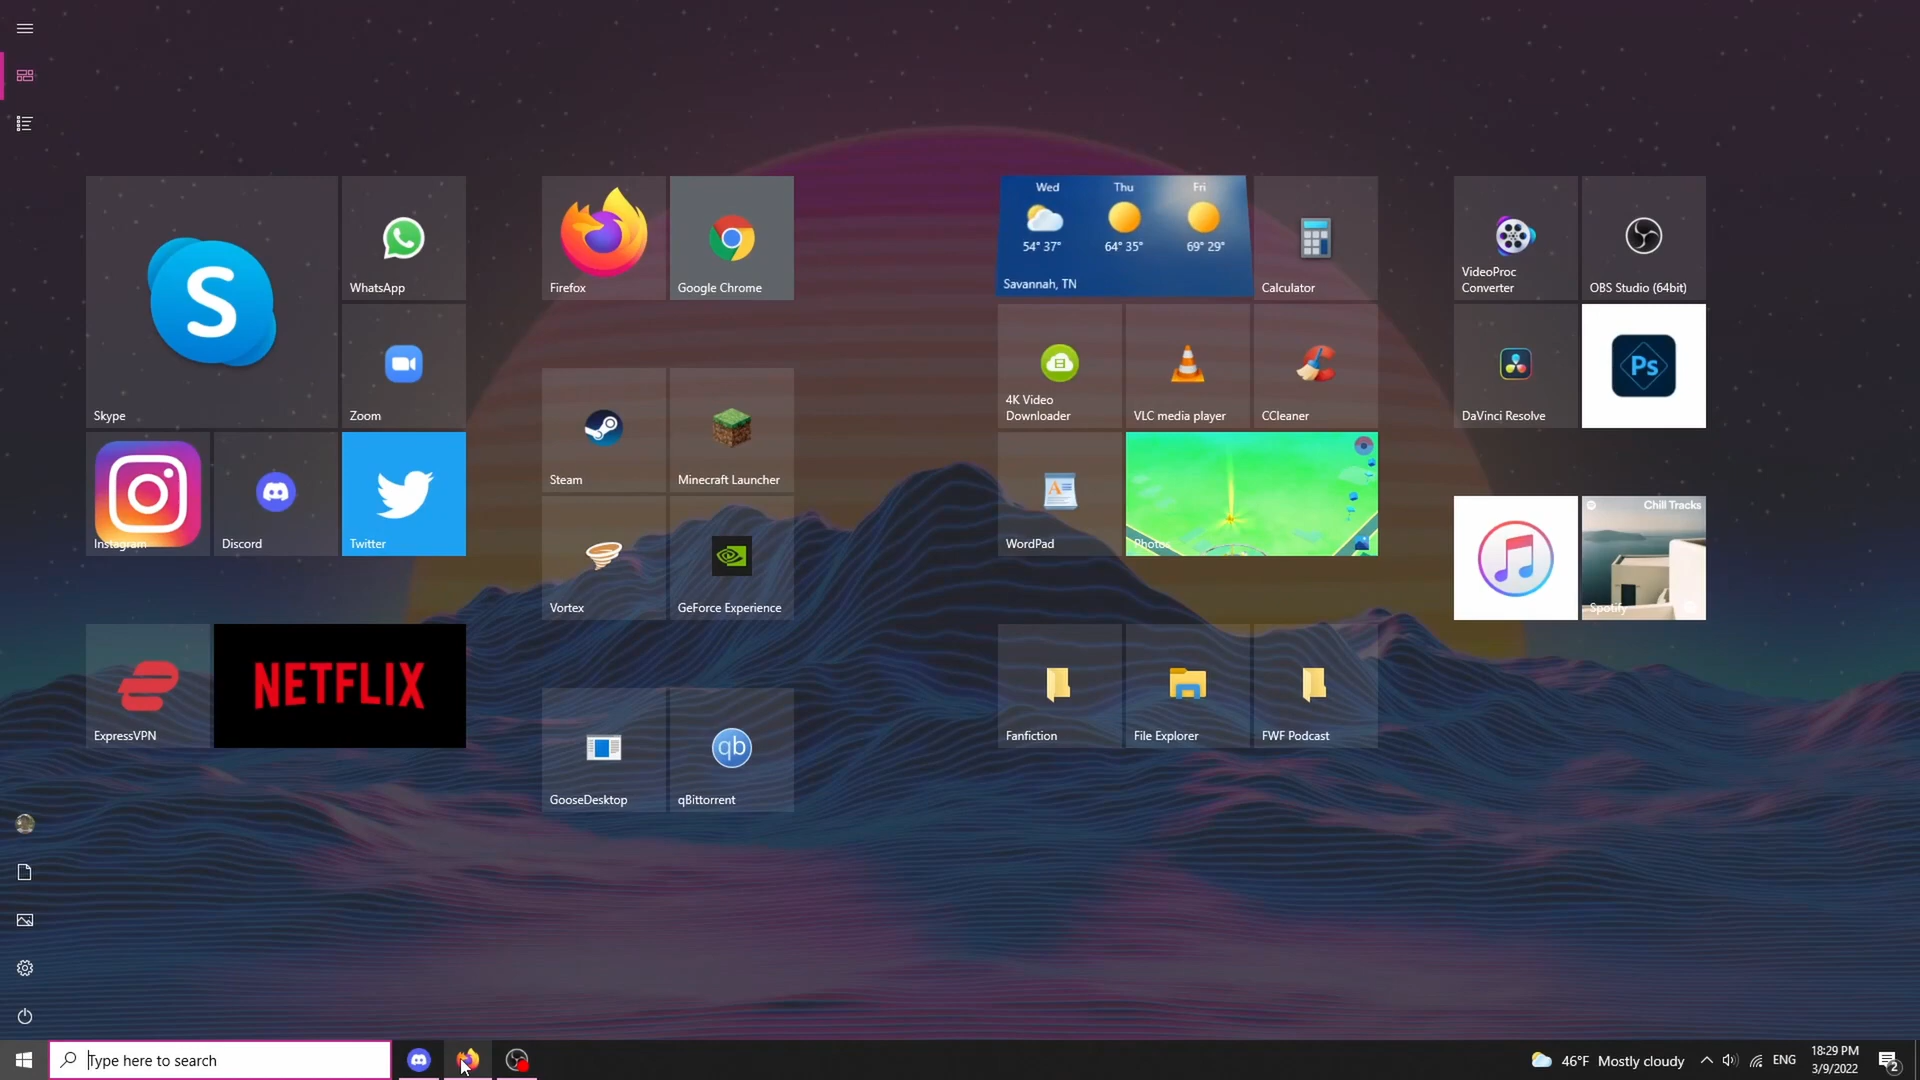 S
Skype
WhatsApp
Zoom
Instagram
Discord
Twitter
ExpressVPN
NETFLIX
Firefox
Google Chrome
Steam
Minecraft Launcher
Vortex
GeForce Experience
GooseDesktop
qb
qBittorrent
Wed Thu Fri
54° 37° 64° 35° 69° 29°
Savannah, TN
Calculator
4K Video
Downloader
VLC media player
CCleaner
A
WordPad
Photos
Fanfiction
File Explorer
FWF Podcast
VideoProc
Converter
OBS Studio (64bit)
DaVinci Resolve
Ps
Chill Tracks
Spotify
Type here to search
46°F Mostly cloudy
ENG
18:29 PM
3/9/2022
2